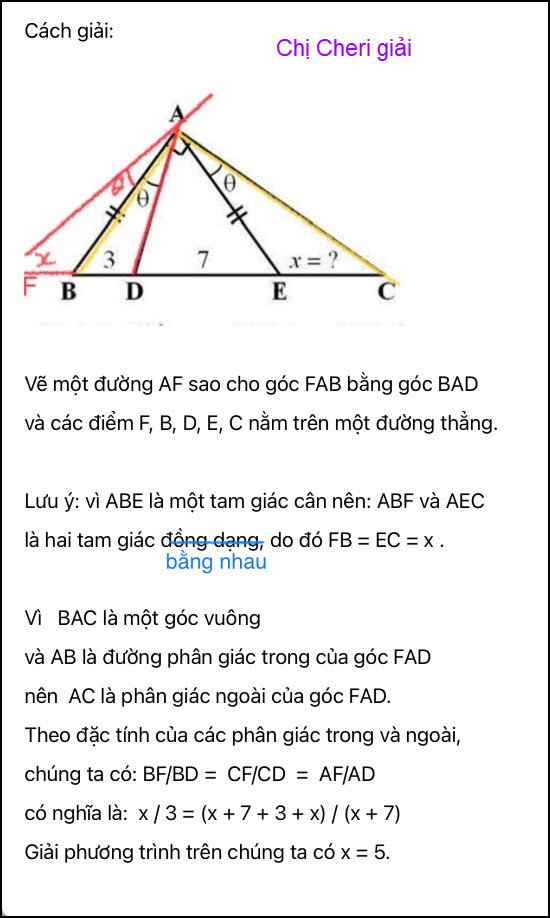 Cách giải:
Chị Cheri giải
A
θ
θ
θ
x
3
7
x = ?
F
B
D
E
C
Vẽ một đường AF sao cho góc FAB bằng góc BAD
và các điểm F, B, D, E, C nằm trên một đường thẳng.
Lưu ý: vì ABE là một tam giác cân nên: ABF và AEC
là hai tam giác đồng dạng, do đó FB = EC = x .
bằng nhau
Vì BAC là một góc vuông
và AB là đường phân giác trong của góc FAD
nên AC là phân giác ngoài của góc FAD.
Theo đặc tính của các phân giác trong và ngoài,
chúng ta có: BF/BD = CF/CD = AF/AD
có nghĩa là: x / 3 = (x + 7 + 3 + x) / (x + 7)
Giải phương trình trên chúng ta có x = 5.